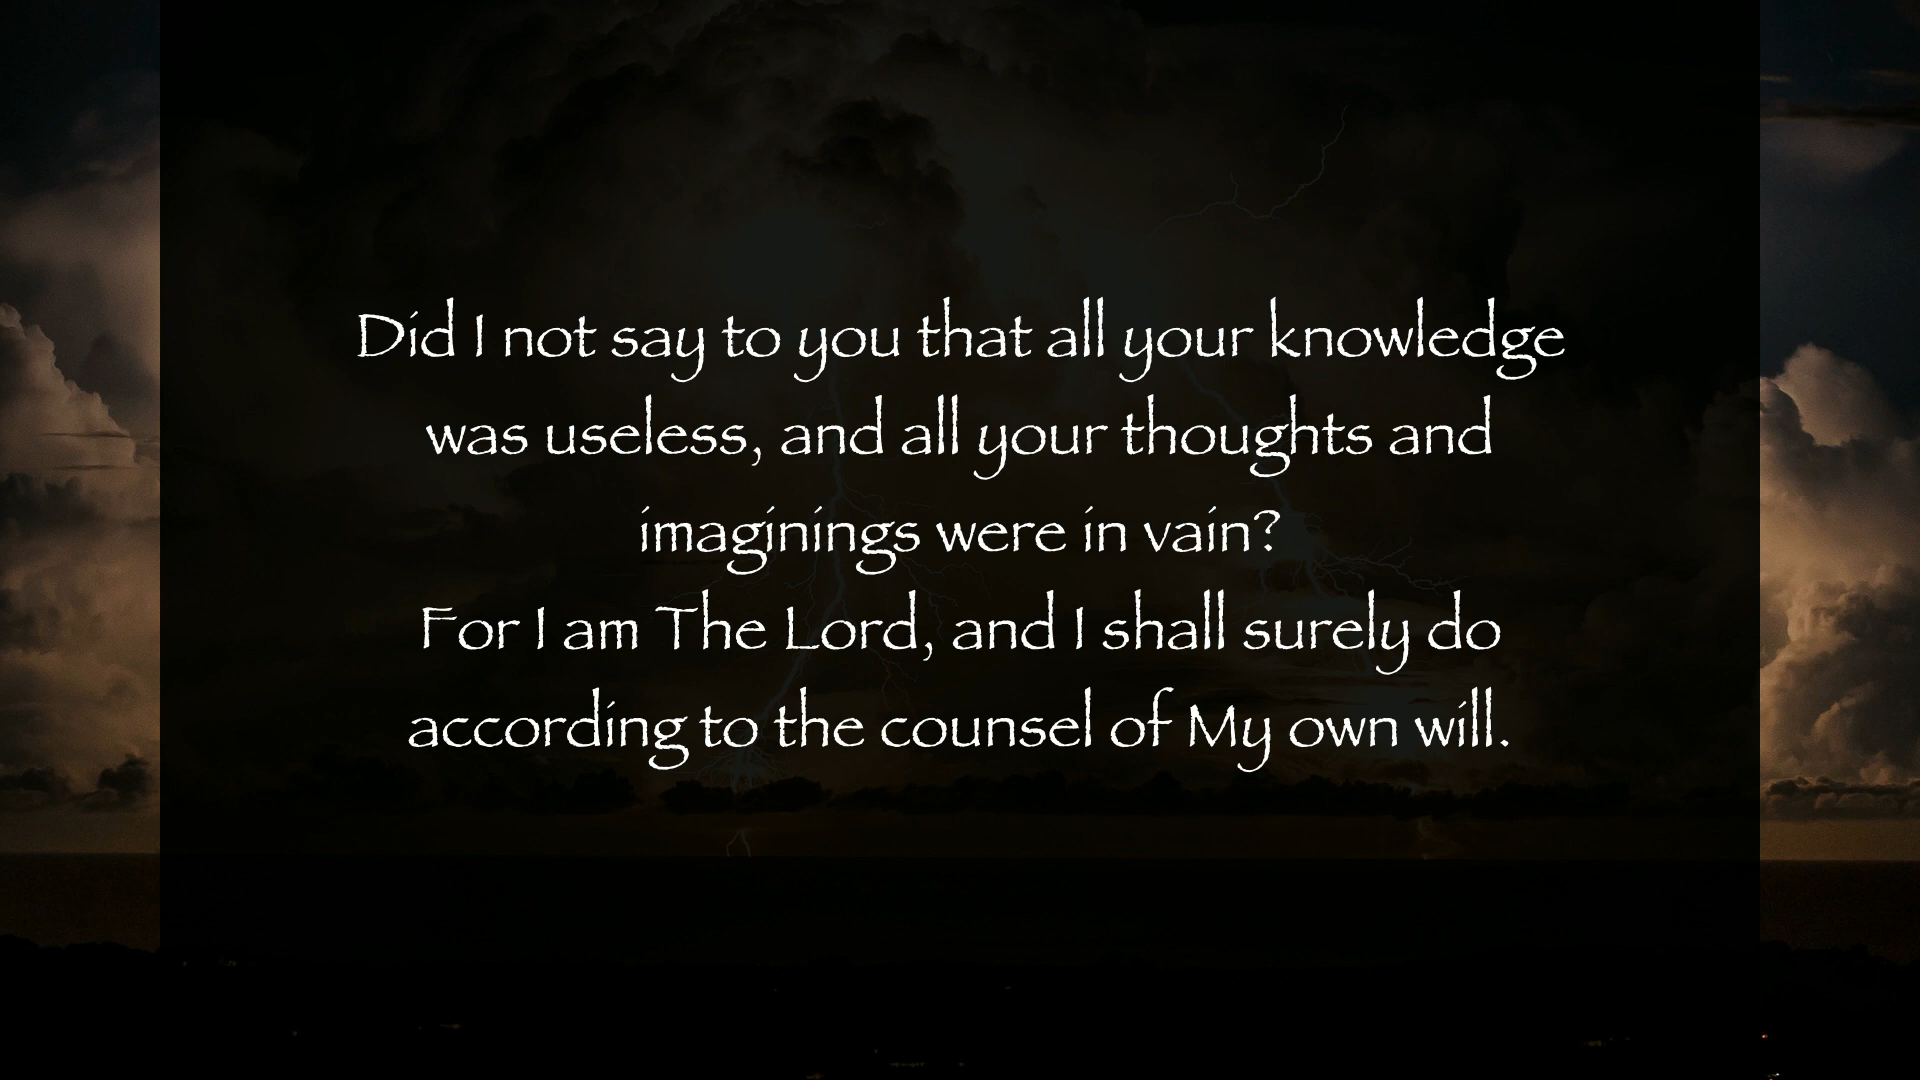 Did I not say to you that all your knowledge
was useless, and all your thoughts and
imaginings were in vain?
For I am The Lord, and I shall surely do
according to the counsel of My own will.